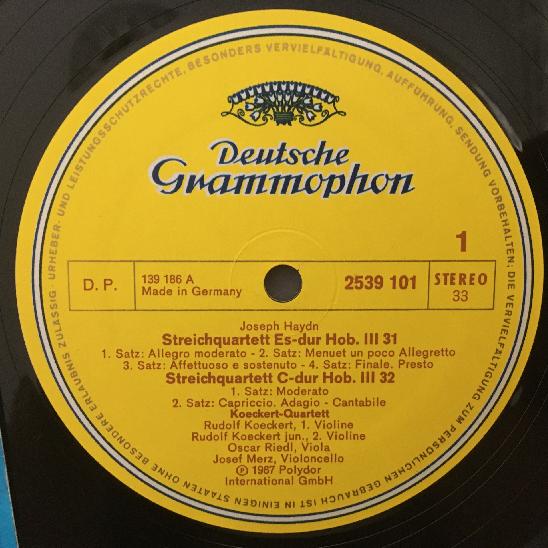 URHEBER- UND LEISTUNGSSCHUTZRECHTE, BESONDERS VERVIELFÄLTIGUNG, AUFFÜHRUNG, SENDUNG VORBEHALTEN; DIE VERVIELFÄLTIGUNG ZUM PERSÖNLICHEN GEBRAUCH IST IN EINIGEN STAATEN OHNE BESONDERE ERLAUBNIS ZULÄSSIG ·
Deutsche
Grammophon
1
D. P.
139 186 A
Made in Germany
2539 101
STEREO
33
Joseph Haydn
Streichquartett Es-dur Hob. III 31
1. Satz: Allegro moderato - 2. Satz: Menuet un poco Allegretto
3. Satz: Affettuoso e sostenuto - 4. Satz: Finale. Presto
Streichquartett C-dur Hob. III 32
1. Satz: Moderato
2. Satz: Capriccio. Adagio - Cantabile
Koeckert-Quartett
Rudolf Koeckert, 1. Violine
Rudolf Koeckert jun., 2. Violine
Oscar Riedl, Viola
Josef Merz, Violoncello
Ⓟ 1967 Polydor
International GmbH